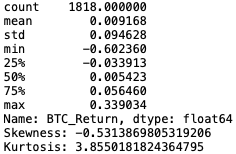 count    1818.000000
mean        0.009168
std         0.094628
min        -0.602360
25%        -0.033913
50%         0.005423
75%         0.056460
max         0.339034
Name: BTC_Return, dtype: float64
Skewness: -0.5313869805319206
Kurtosis: 3.8550181824364795